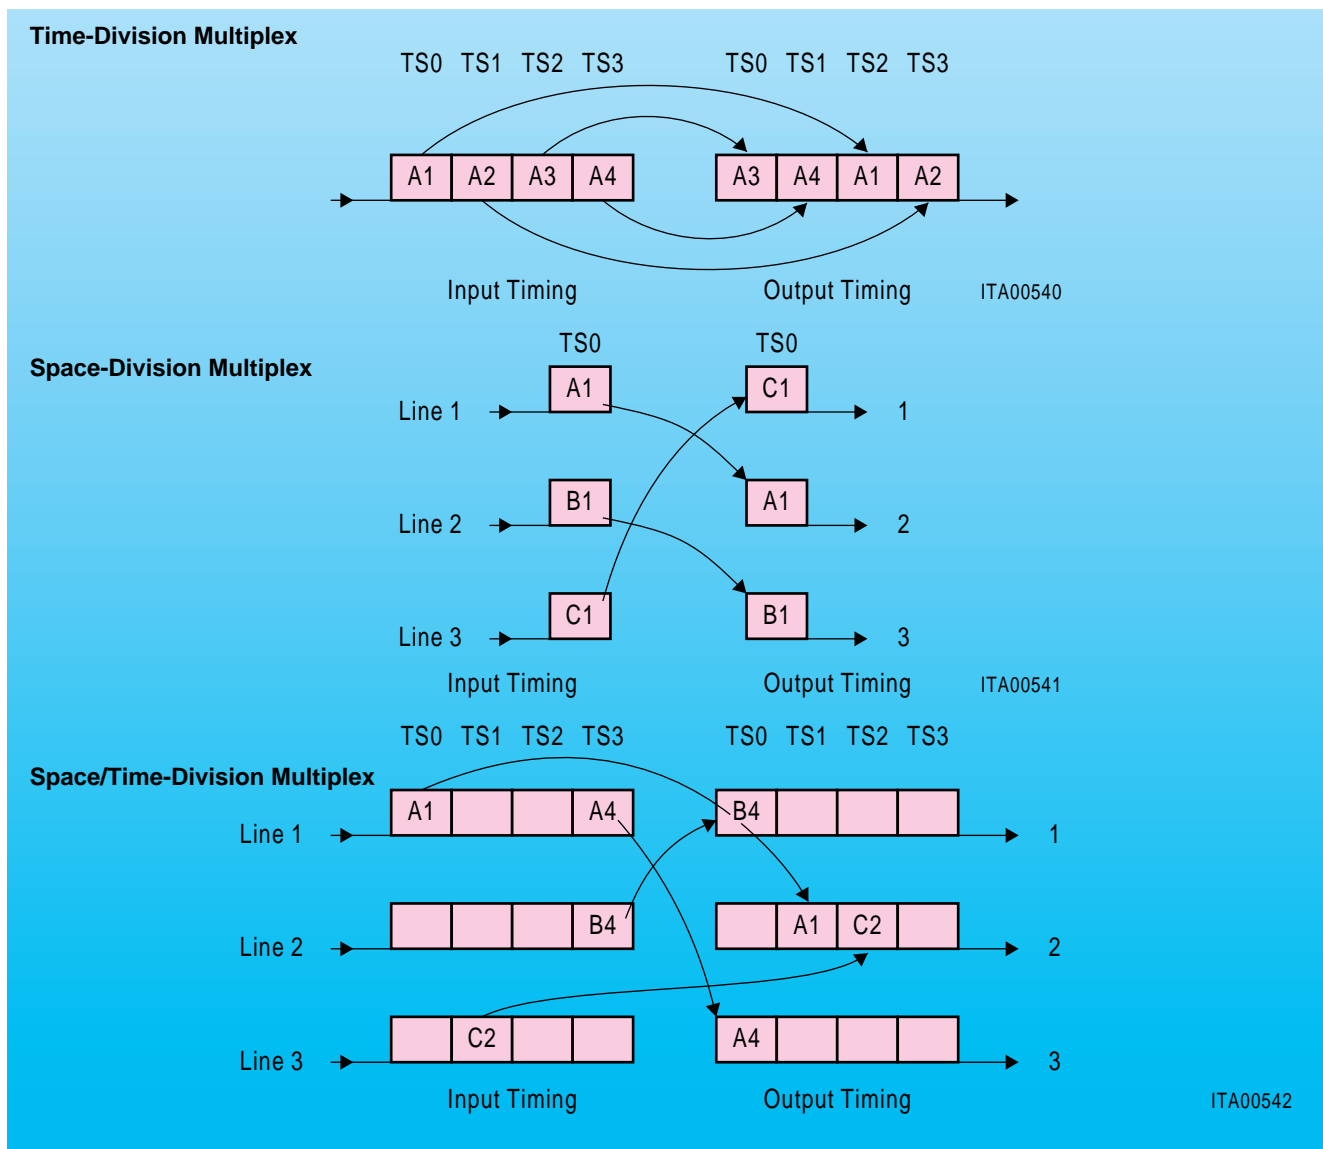 Time-Division Multiplex
TS0 TS1 TS2 TS3 TS0 TS1 TS2 TS3
A1 A2 A3 A4 A3 A4 A1 A2
Input Timing Output Timing ITA00540
Space-Division Multiplex
TS0 TS0
Line 1 A1 C1 1
Line 2 B1 A1 2
Line 3 C1 B1 3
Input Timing Output Timing ITA00541
TS0 TS1 TS2 TS3 TS0 TS1 TS2 TS3
Space/Time-Division Multiplex
Line 1 A1 A4 B4 1
Line 2 B4 A1 C2 2
Line 3 C2 A4 3
Input Timing Output Timing ITA00542